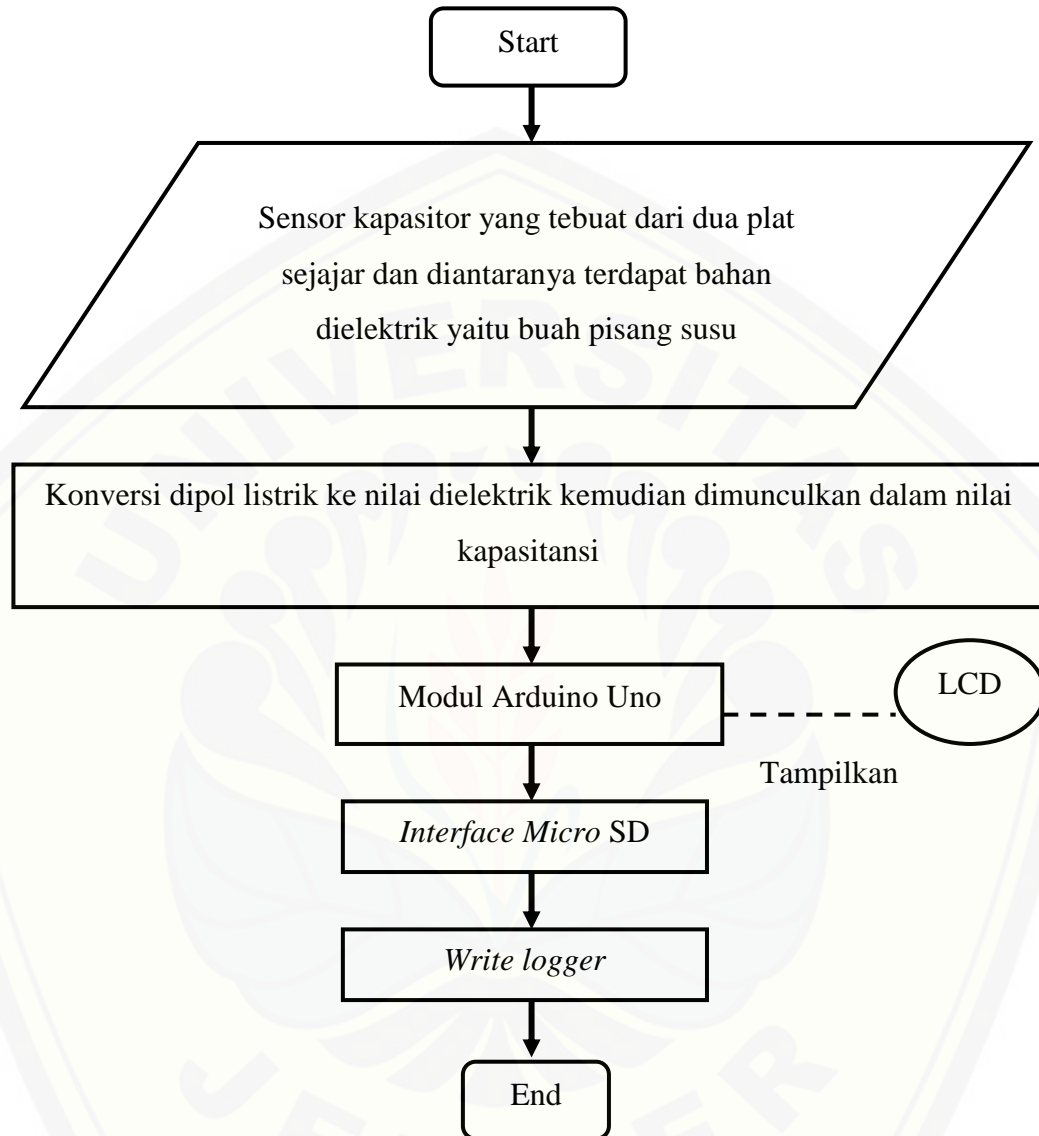 Start
Sensor kapasitor yang tebuat dari dua plat
sejajar dan diantaranya terdapat bahan
dielektrik yaitu buah pisang susu
Konversi dipol listrik ke nilai dielektrik kemudian dimunculkan dalam nilai
kapasitansi
Modul Arduino Uno
LCD
Tampilkan
Interface Micro SD
Write logger
End
UNIVERSITAS
JEMBER